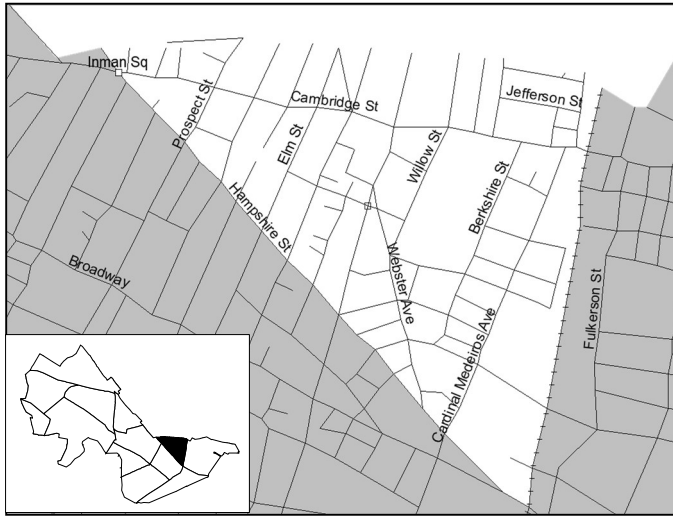 Inman Sq
Cambridge St
Jefferson St
Prospect St
Elm St
Willow St
Berkshire St
Hampshire St
Broadway
Webster Ave
Fulkerson St
Cardinal Medeiros Ave